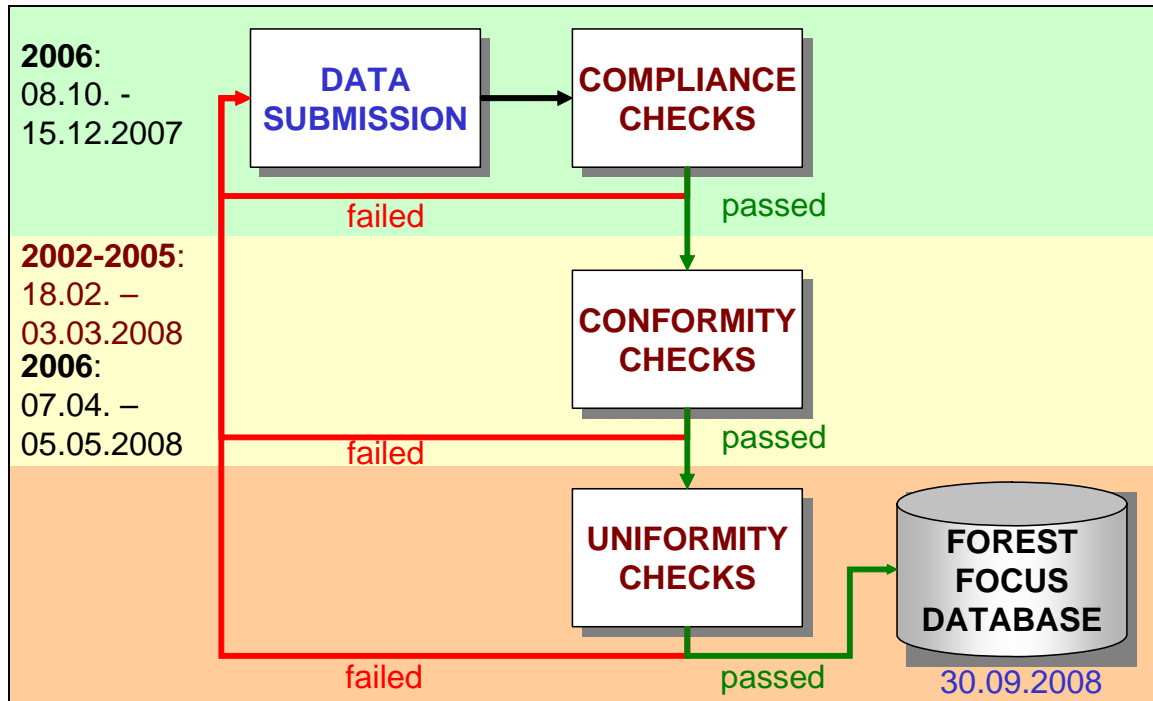 2006:
08.10. -
15.12.2007
DATA
SUBMISSION
COMPLIANCE
CHECKS
failed
passed
2002-2005:
18.02. –
03.03.2008
2006:
07.04. –
05.05.2008
CONFORMITY
CHECKS
failed
passed
UNIFORMITY
CHECKS
FOREST
FOCUS
DATABASE
failed
passed
30.09.2008